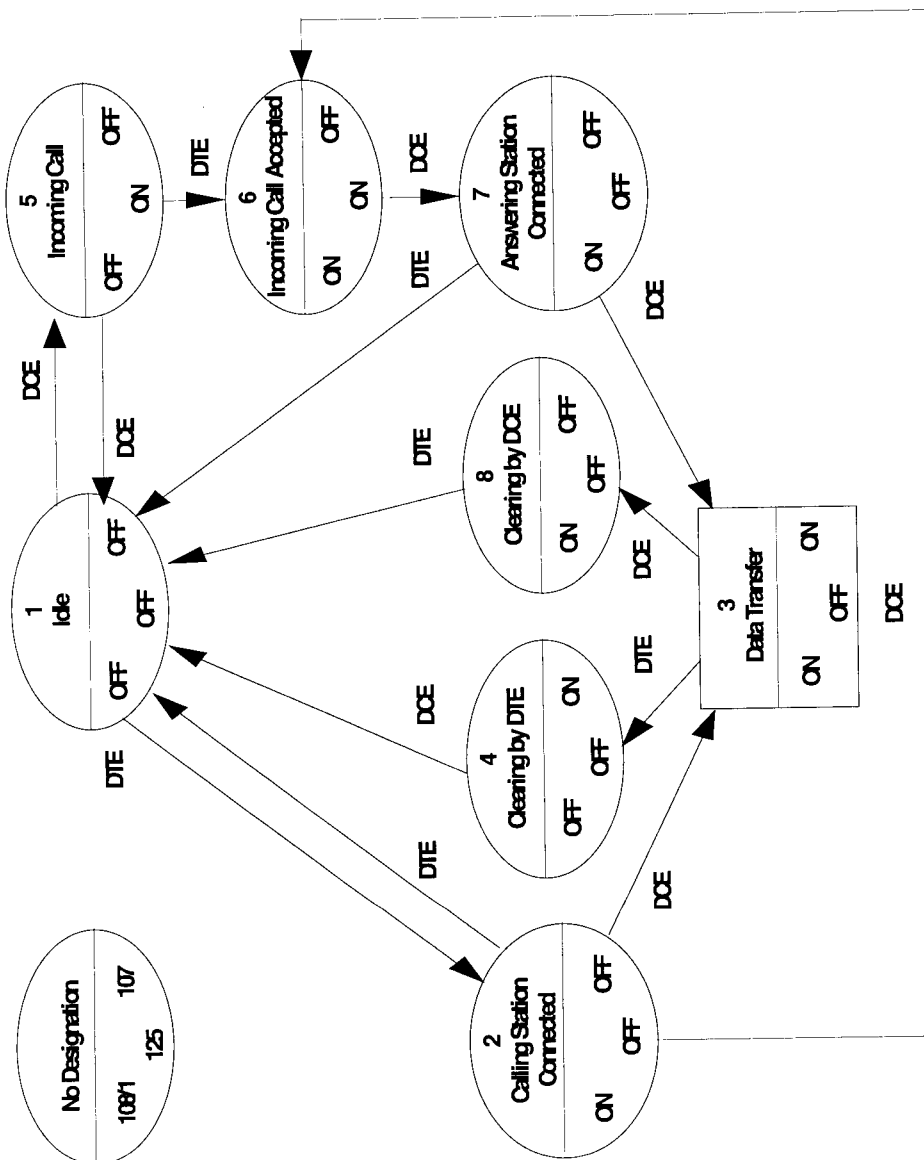 No Designation
108/1
125
107
1
Idle
OFF
OFF
OFF
DCE
DCE
5
Incoming Call
OFF
ON
OFF
DTE
DTE
6
Incoming Call Accepted
ON
ON
OFF
DCE
DTE
DCE
DTE
DTE
2
Calling Station
Connected
ON
OFF
OFF
4
Clearing by DTE
OFF
OFF
ON
8
Clearing by DCE
ON
OFF
OFF
7
Answering Station
Connected
ON
OFF
OFF
DCE
DTE
DCE
DCE
3
Data Transfer
ON
OFF
ON
DCE